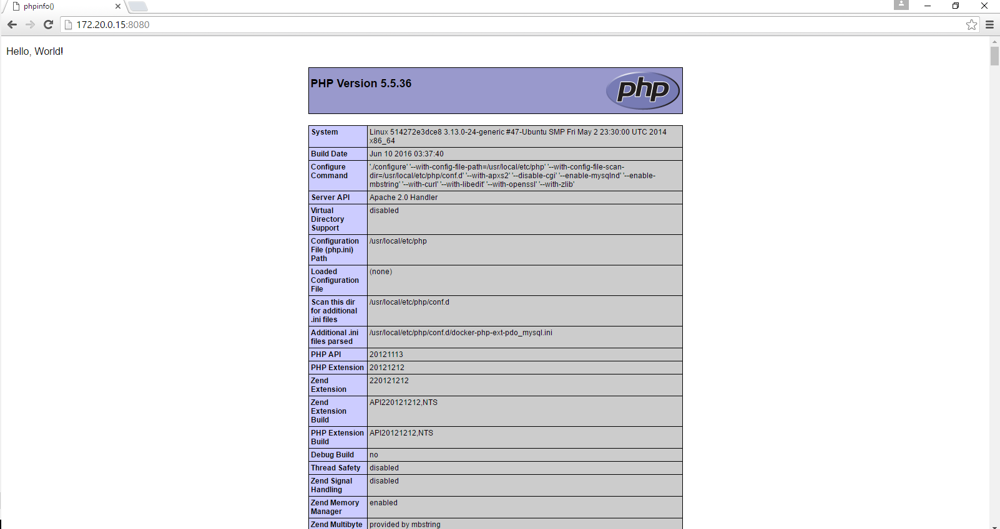 phpinfo()
172.20.0.15:8080
Hello, World!
PHP Version 5.5.36
php
System
Linux 514272e3dce8 3.13.0-24-generic #47-Ubuntu SMP Fri May 2 23:30:00 UTC 2014
x86_64
Build Date
Jun 10 2016 03:37:40
Configure
Command
'./configure' '--with-config-file-path=/usr/local/etc/php' '--with-config-file-scan-
dir=/usr/local/etc/php/conf.d' '--with-apxs2' '--disable-cgi' '--enable-mysqlnd' '--enable-
mbstring' '--with-curl' '--with-libedit' '--with-openssl' '--with-zlib'
Server API
Apache 2.0 Handler
Virtual
Directory
Support
disabled
Configuration
File (php.ini)
Path
/usr/local/etc/php
Loaded
Configuration
File
(none)
Scan this dir
for additional
.ini files
/usr/local/etc/php/conf.d
Additional .ini
files parsed
/usr/local/etc/php/conf.d/docker-php-ext-pdo_mysql.ini
PHP API
20121113
PHP Extension
20121212
Zend
Extension
220121212
Zend
Extension
Build
API220121212,NTS
PHP Extension
Build
API20121212,NTS
Debug Build
no
Thread Safety
disabled
Zend Signal
Handling
disabled
Zend Memory
Manager
enabled
Zend Multibyte
provided by mbstring